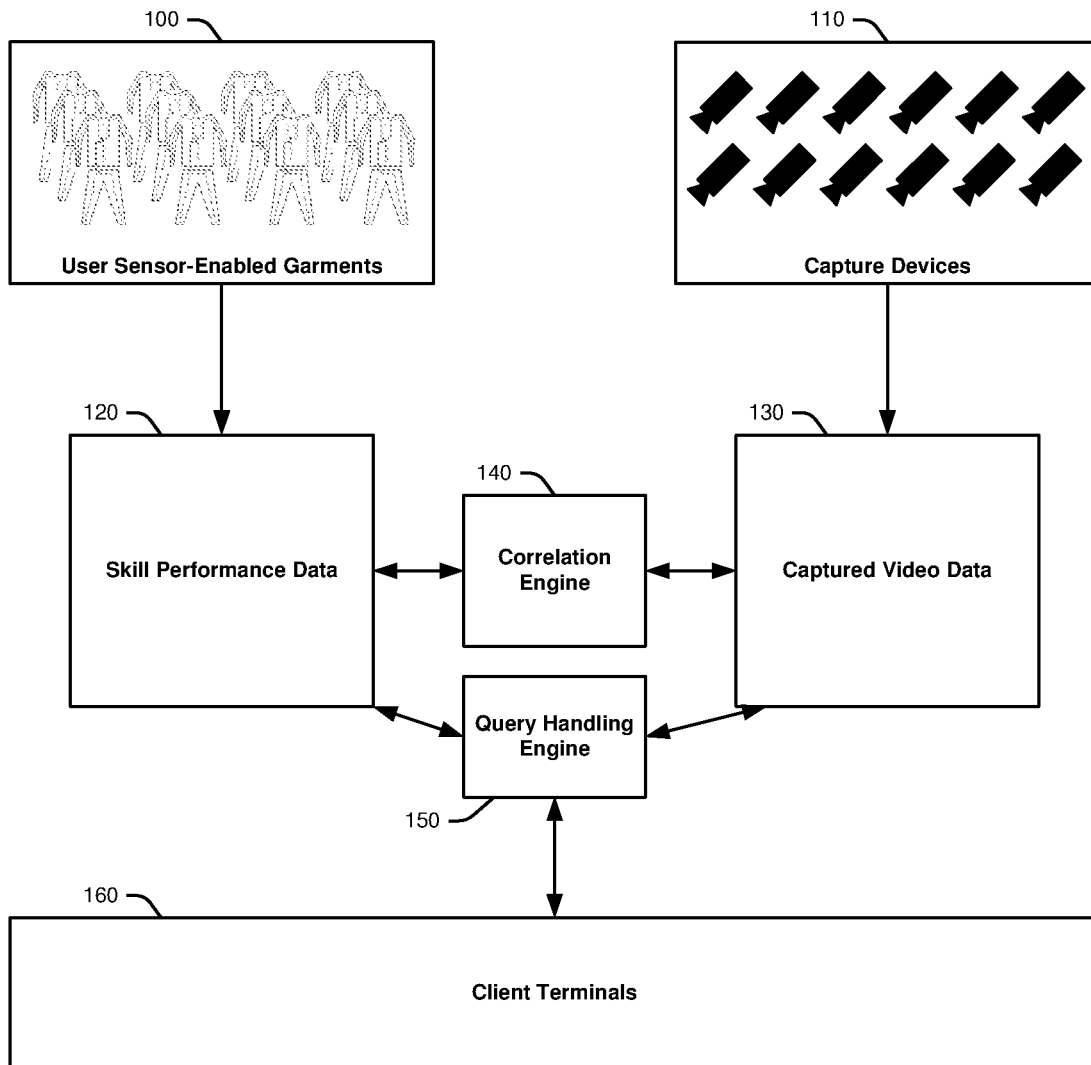 100
110
User Sensor-Enabled Garments
Capture Devices
120
130
140
Skill Performance Data
Correlation
Engine
Captured Video Data
Query Handling
Engine
150
160
Client Terminals